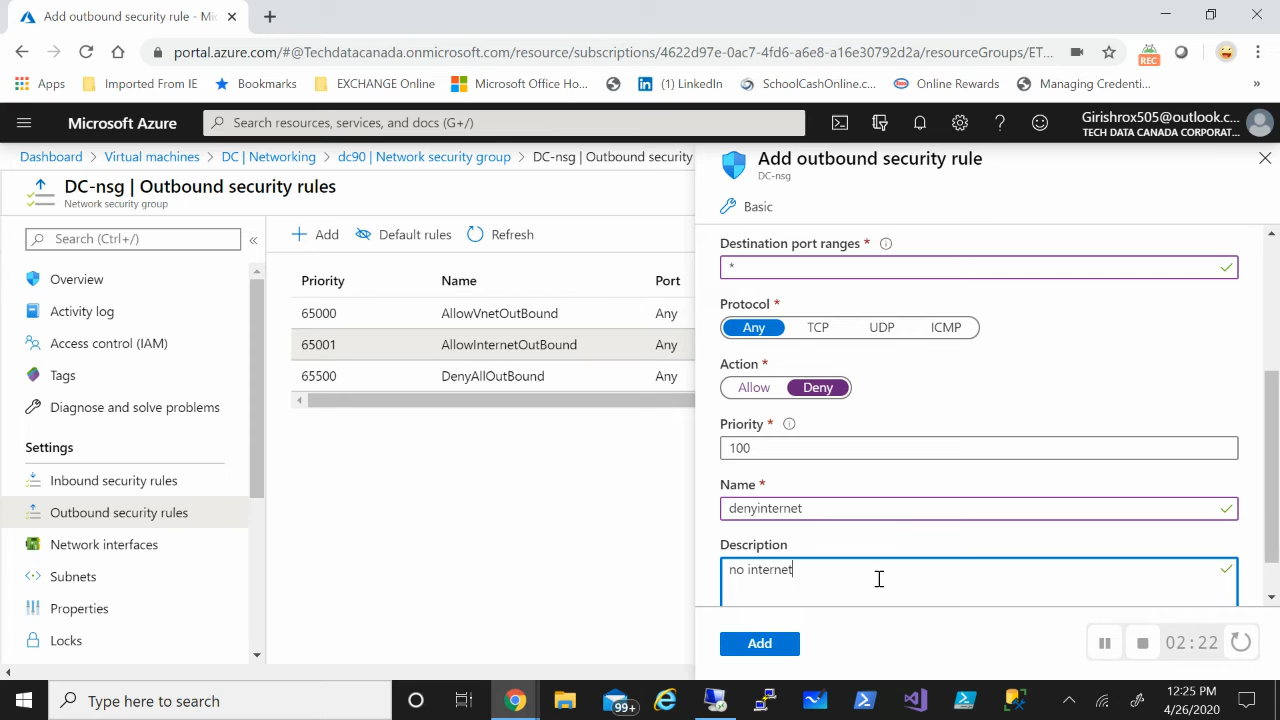 Add outbound security rule - Mic
portal.azure.com/#@Techdatacanada.onmicrosoft.com/resource/subscriptions/4622d97e-0ac7-4fd6-a6e8-a16e30792d2a/resourceGroups/ET...
REC
Apps Imported From IE Bookmarks EXCHANGE Online Microsoft Office Ho... (1) LinkedIn SchoolCashOnline.c... Online Rewards Managing Credenti... »
Microsoft Azure Search resources, services, and docs (G+/) Girishrox505@outlook.c...
TECH DATA CANADA CORPORAT...
Dashboard > Virtual machines > DC | Networking > dc90 | Network security group > DC-nsg | Outbound security
Add outbound security rule
DC-nsg
DC-nsg | Outbound security rules
Network security group
Basic
Search (Ctrl+/) «
Add Default rules Refresh
Overview
Activity log
Access control (IAM)
Tags
Diagnose and solve problems
Settings
Inbound security rules
Outbound security rules
Network interfaces
Subnets
Properties
Locks
Priority Name Port
65000 AllowVnetOutBound Any
65001 AllowInternetOutBound Any
65500 DenyAllOutBound Any
Destination port ranges *
*
Protocol *
Any TCP UDP ICMP
Action *
Allow Deny
Priority *
100
Name *
denyinternet
Description
no internet
Add
02:22
Type here to search
99+
12:25 PM
4/26/2020